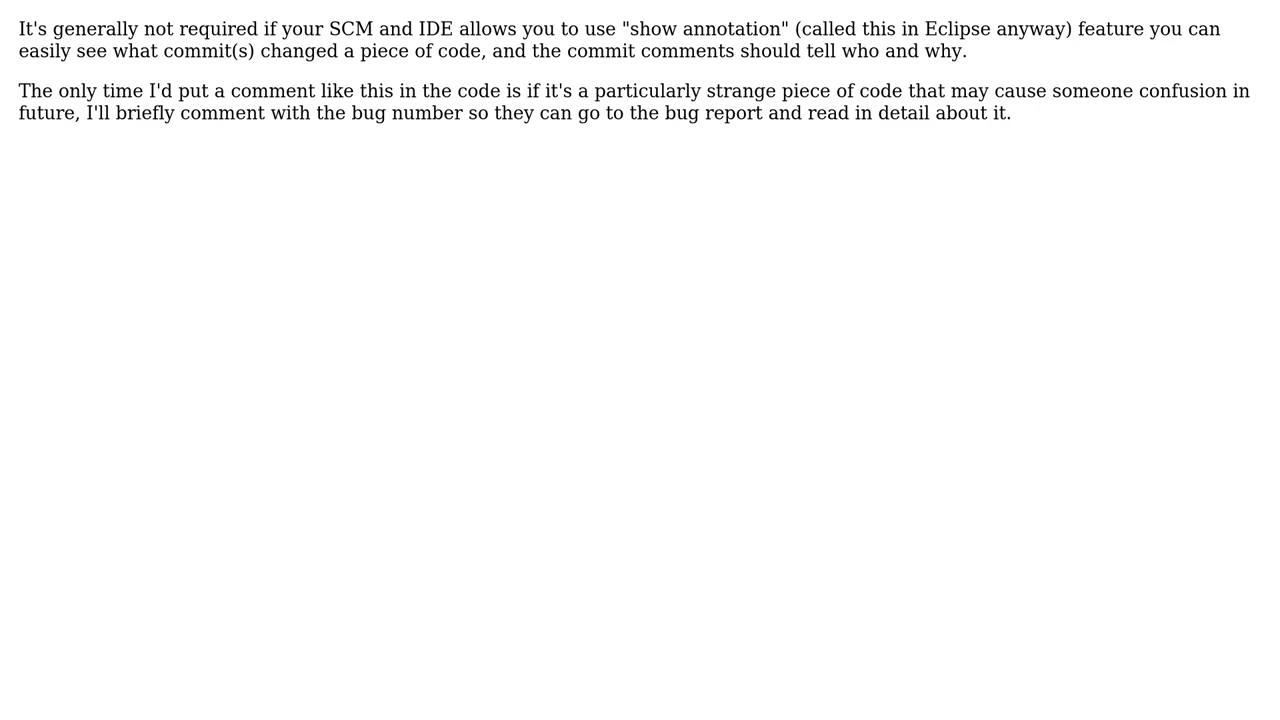 It's generally not required if your SCM and IDE allows you to use "show annotation" (called this in Eclipse anyway) feature you can
easily see what commit(s) changed a piece of code, and the commit comments should tell who and why.
The only time I'd put a comment like this in the code is if it's a particularly strange piece of code that may cause someone confusion in
future, I'll briefly comment with the bug number so they can go to the bug report and read in detail about it.